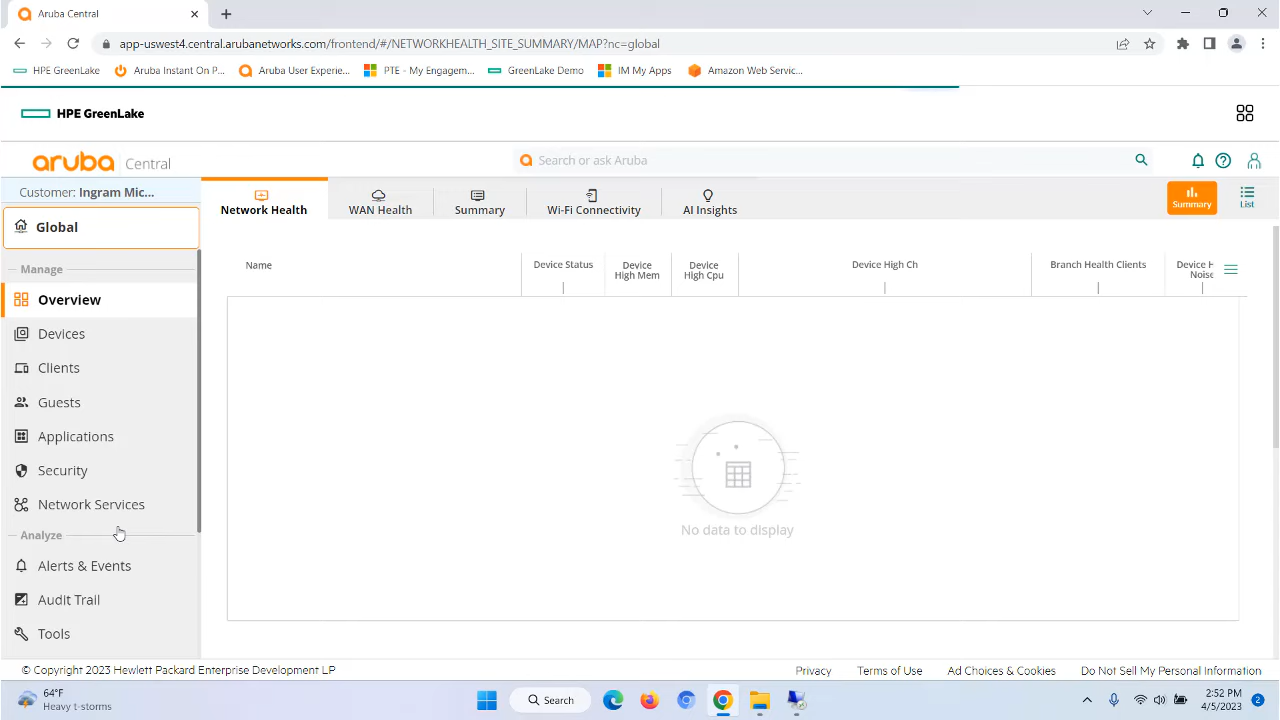 Aruba Central
app-uswest4.central.arubanetworks.com/frontend/#/NETWORKHEALTH_SITE_SUMMARY/MAP?nc=global
HPE GreenLake
Aruba Instant On P...
Aruba User Experie...
PTE - My Engagem...
GreenLake Demo
IM My Apps
Amazon Web Servic...
HPE GreenLake
aruba Central
Search or ask Aruba
Customer: Ingram Mic...
Global
Manage
Overview
Devices
Clients
Guests
Applications
Security
Network Services
Analyze
Alerts & Events
Audit Trail
Tools
Network Health
WAN Health
Summary
Wi-Fi Connectivity
AI Insights
Summary
List
Name
Device Status
Device
High Mem
Device
High Cpu
Device High Ch
Branch Health Clients
Device H
Noise
No data to display
© Copyright 2023 Hewlett Packard Enterprise Development LP
Privacy
Terms of Use
Ad Choices & Cookies
Do Not Sell My Personal Information
64°F
Heavy t-storms
Search
2:52 PM
4/5/2023
2